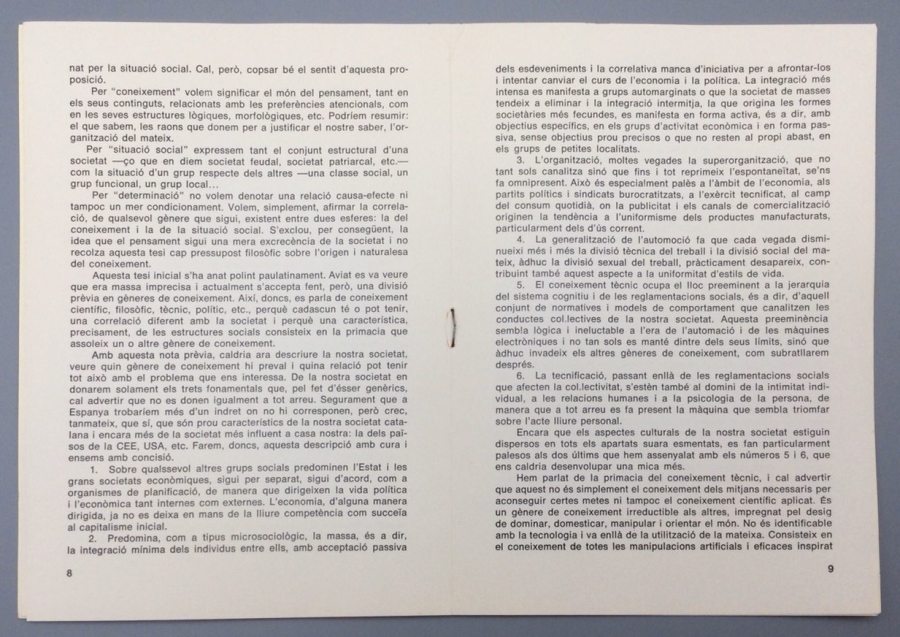 nat per la situació social. Cal, però, copsar bé el sentit d'aquesta pro-
posició.
Per "coneixement" volem significar el món del pensament, tant en
els seus continguts, relacionats amb les preferències atencionals, com
en les seves estructures lògiques, morfològiques, etc. Podríem resumir:
el que sabem, les raons que donem per a justificar el nostre saber, l'or-
ganització del mateix.
Per "situació social" expressem tant el conjunt estructural d'una
societat —ço que en diem societat feudal, societat patriarcal, etc.—
com la situació d'un grup respecte dels altres —una classe social, un
grup funcional, un grup local...
Per "determinació" no volem denotar una relació causa-efecte ni
tampoc un mer condicionament. Volem, simplement, afirmar la correla-
ció, de qualsevol gènere que sigui, existent entre dues esferes: la del
coneixement i la de la situació social. S'exclou, per consegüent, la
idea que el pensament sigui una mera excrecència de la societat i no
recolza aquesta tesi cap pressupost filosòfic sobre l'origen i naturalesa
del coneixement.
Aquesta tesi inicial s'ha anat polint paulatinament. Aviat es va veure
que era massa imprecisa i actualment s'accepta fent, però, una divisió
prèvia en gèneres de coneixement. Així, doncs, es parla de coneixement
científic, filosòfic, tècnic, polític, etc., perquè cadascun té o pot tenir,
una correlació diferent amb la societat i perquè una característica,
precisament, de les estructures socials consisteix en la primacia que
assoleix un o altre gènere de coneixement.
Amb aquesta nota prèvia, caldria ara descriure la nostra societat,
veure quin gènere de coneixement hi preval i quina relació pot tenir
tot això amb el problema que ens interessa. De la nostra societat en
donarem solament els trets fonamentals que, pel fet d'ésser genèrics,
cal advertir que no es donen igualment a tot arreu. Segurament que a
Espanya trobaríem més d'un indret on no hi corresponen, però crec,
tanmateix, que sí, que són prou característics de la nostra societat cata-
lana i encara més de la societat més influent a casa nostra: la dels paï-
sos de la CEE, USA, etc. Farem, doncs, aquesta descripció amb cura i
ensems amb concisió.
1. Sobre qualssevol altres grups socials predominen l'Estat i les
grans societats econòmiques, sigui per separat, sigui d'acord, com a
organismes de planificació, de manera que dirigeixen la vida política
i l'econòmica tant internes com externes. L'economia, d'alguna manera
dirigida, ja no es deixa en mans de la lliure competència com succeïa
al capitalisme inicial.
2. Predomina, com a tipus microsociològic, la massa, és a dir,
la integració mínima dels individus entre ells, amb acceptació passiva
8
dels esdeveniments i la correlativa manca d'iniciativa per a afrontar-los
i intentar canviar el curs de l'economia i la política. La integració més
intensa es manifesta a grups automarginats o que la societat de masses
tendeix a eliminar i la integració intermitja, la que origina les formes
societàries més fecundes, es manifesta en forma activa, és a dir, amb
objectius específics, en els grups d'activitat econòmica i en forma pas-
siva, sense objectius prou precisos o que no resten al propi abast, en
els grups de petites localitats.
3. L'organització, moltes vegades la superorganització, que no
tant sols canalitza sinó que fins i tot reprimeix l'espontaneïtat, se'ns
fa omnipresent. Això és especialment palès a l'àmbit de l'economia, als
partits polítics i sindicats burocratitzats, a l'exèrcit tecnificat, al camp
del consum quotidià, on la publicitat i els canals de comercialització
originen la tendència a l'uniformisme dels productes manufacturats,
particularment dels d'ús corrent.
4. La generalització de l'automoció fa que cada vegada dismi-
nueixi més i més la divisió tècnica del treball i la divisió social del ma-
teix, àdhuc la divisió sexual del treball, pràcticament desapareix, con-
tribuint també aquest aspecte a la uniformitat d'estils de vida.
5. El coneixement tècnic ocupa el lloc preeminent a la jerarquia
del sistema cognitiu i de les reglamentacions socials, és a dir, d'aquell
conjunt de normatives i models de comportament que canalitzen les
conductes col.lectives de la nostra societat. Aquesta preeminència
sembla lògica i ineluctable a l'era de l'automació i de les màquines
electròniques i no tan sols es manté dintre dels seus límits, sinó que
àdhuc invadeix els altres gèneres de coneixement, com subratllarem
després.
6. La tecnificació, passant enllà de les reglamentacions socials
que afecten la col.lectivitat, s'estén també al domini de la intimitat indi-
vidual, a les relacions humanes i a la psicologia de la persona, de
manera que a tot arreu es fa present la màquina que sembla triomfar
sobre l'acte lliure personal.
Encara que els aspectes culturals de la nostra societat estiguin
dispersos en tots els apartats suara esmentats, es fan particularment
palesos als dos últims que hem assenyalat amb els números 5 i 6, que
ens caldria desenvolupar una mica més.
Hem parlat de la primacia del coneixement tècnic, i cal advertir
que aquest no és simplement el coneixement dels mitjans necessaris per
aconseguir certes metes ni tampoc el coneixement científic aplicat. És
un gènere de coneixement irreductible als altres, impregnat pel desig
de dominar, domesticar, manipular i orientar el món. No és identificable
amb la tecnologia i va enllà de la utilització de la mateixa. Consisteix en
el coneixement de totes les manipulacions artificials i eficaces inspirat
9